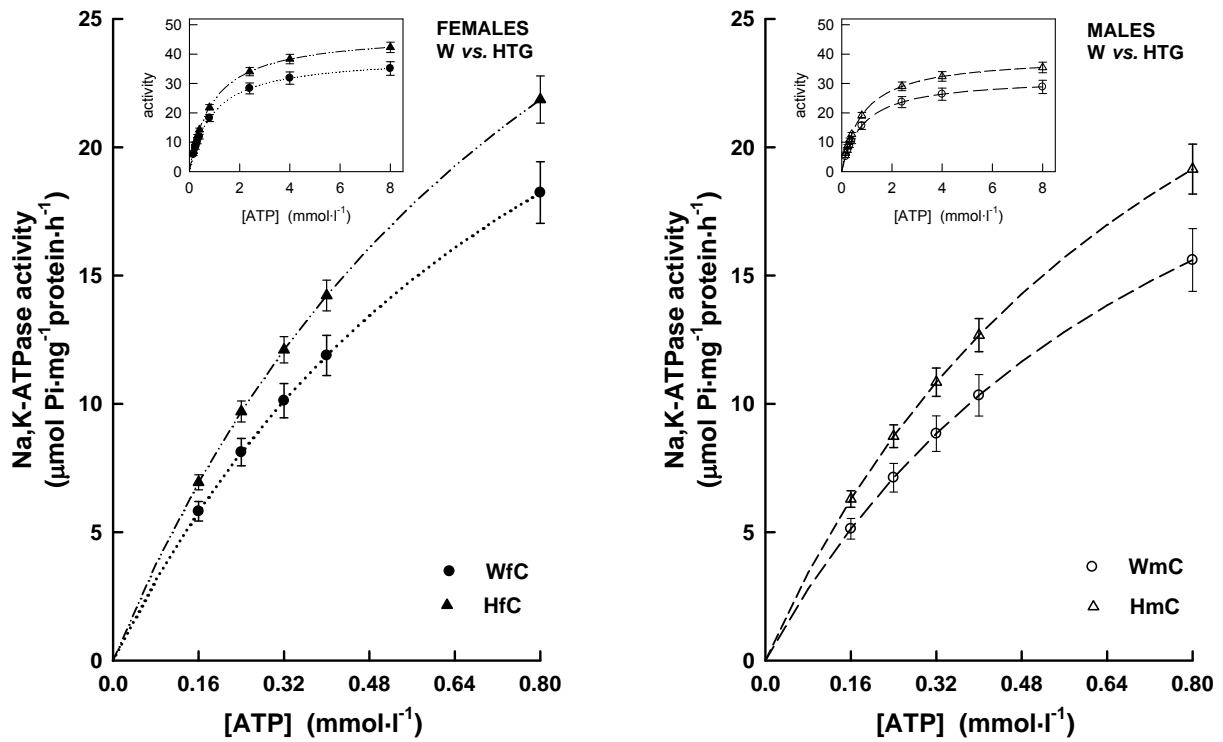 25
20
15
10
5
0
Na,K-ATPase activity
(μmol Pi·mg⁻¹protein·h⁻¹)
0.0 0.16 0.32 0.48 0.64 0.80
[ATP] (mmol·l⁻¹)
50
40
30
20
10
0
activity
0 2 4 6 8
[ATP] (mmol·l⁻¹)
FEMALES
W vs. HTG
WfC
HfC
25
20
15
10
5
0
Na,K-ATPase activity
(μmol Pi·mg⁻¹protein·h⁻¹)
0.0 0.16 0.32 0.48 0.64 0.80
[ATP] (mmol·l⁻¹)
50
40
30
20
10
0
activity
0 2 4 6 8
[ATP] (mmol·l⁻¹)
MALES
W vs. HTG
WmC
HmC